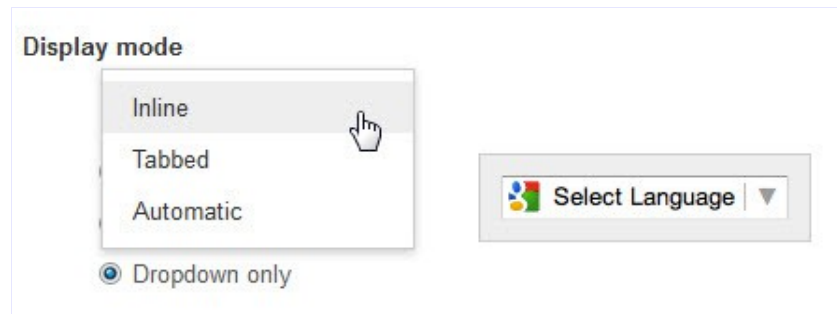 Display mode
Inline
Tabbed
Automatic
Select Language
Dropdown only